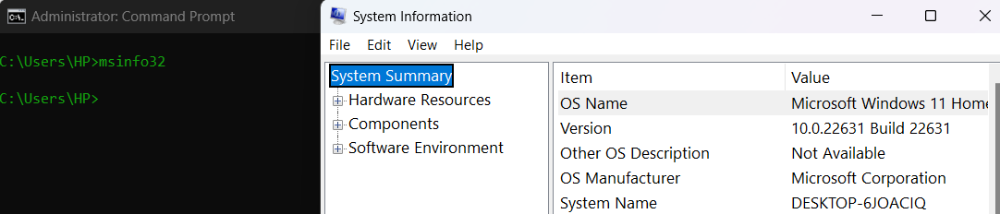 Administrator: Command Prompt
C:\Users\HP>msinfo32
C:\Users\HP>
System Information
File Edit View Help
System Summary
Hardware Resources
Components
Software Environment
Item Value
OS Name Microsoft Windows 11 Home
Version 10.0.22631 Build 22631
Other OS Description Not Available
OS Manufacturer Microsoft Corporation
System Name DESKTOP-6JOACIQ